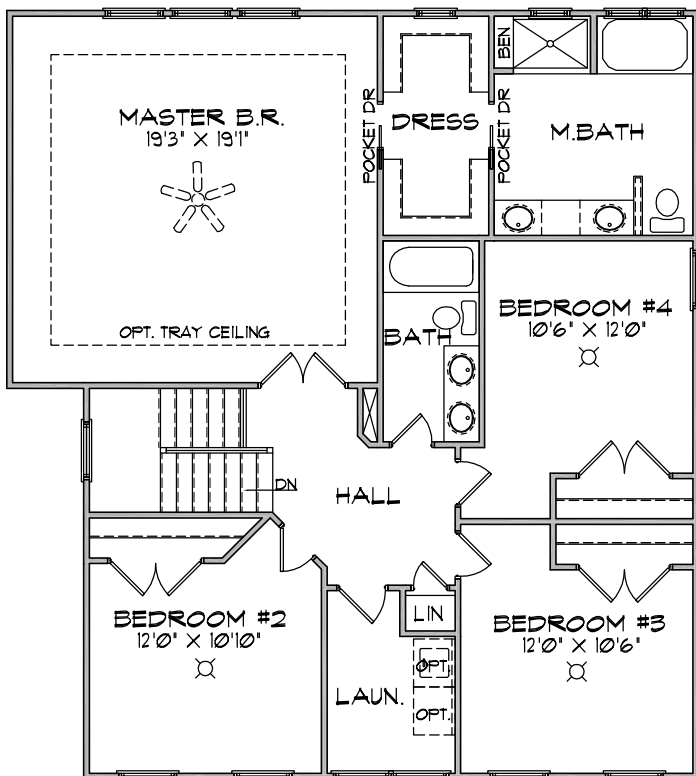 BEN
POCKET DR
POCKET DR
MASTER B.R.
19'3" X 19'1"
DRESS
M.BATH
OPT. TRAY CEILING
BATH
BEDROOM #4
10'6" X 12'0"
DN
HALL
BEDROOM #2
12'0" X 10'10"
LIN
BEDROOM #3
12'0" X 10'6"
LAUN.
OPT.
OPT.